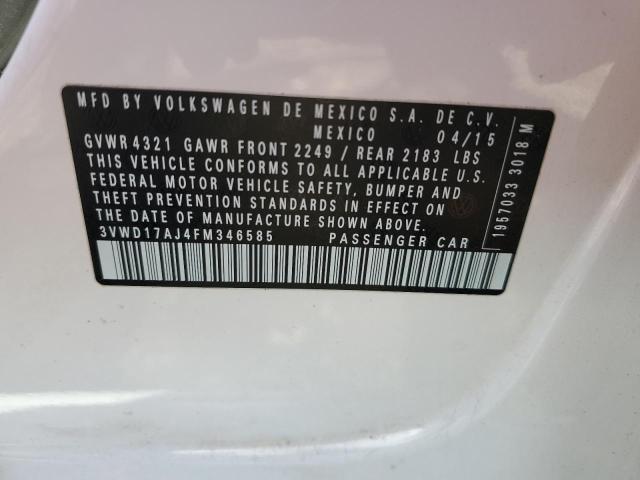 MFD BY VOLKSWAGEN DE MEXICO S.A. DE C.V.
MEXICO 04/15
GVWR 4321 GAWR FRONT 2249 / REAR 2183 LBS
THIS VEHICLE CONFORMS TO ALL APPLICABLE U.S.
FEDERAL MOTOR VEHICLE SAFETY, BUMPER AND
THEFT PREVENTION STANDARDS IN EFFECT ON
THE DATE OF MANUFACTURE SHOWN ABOVE.
3VWD17AJ4FM346585 PASSENGER CAR
1957033 3018 M